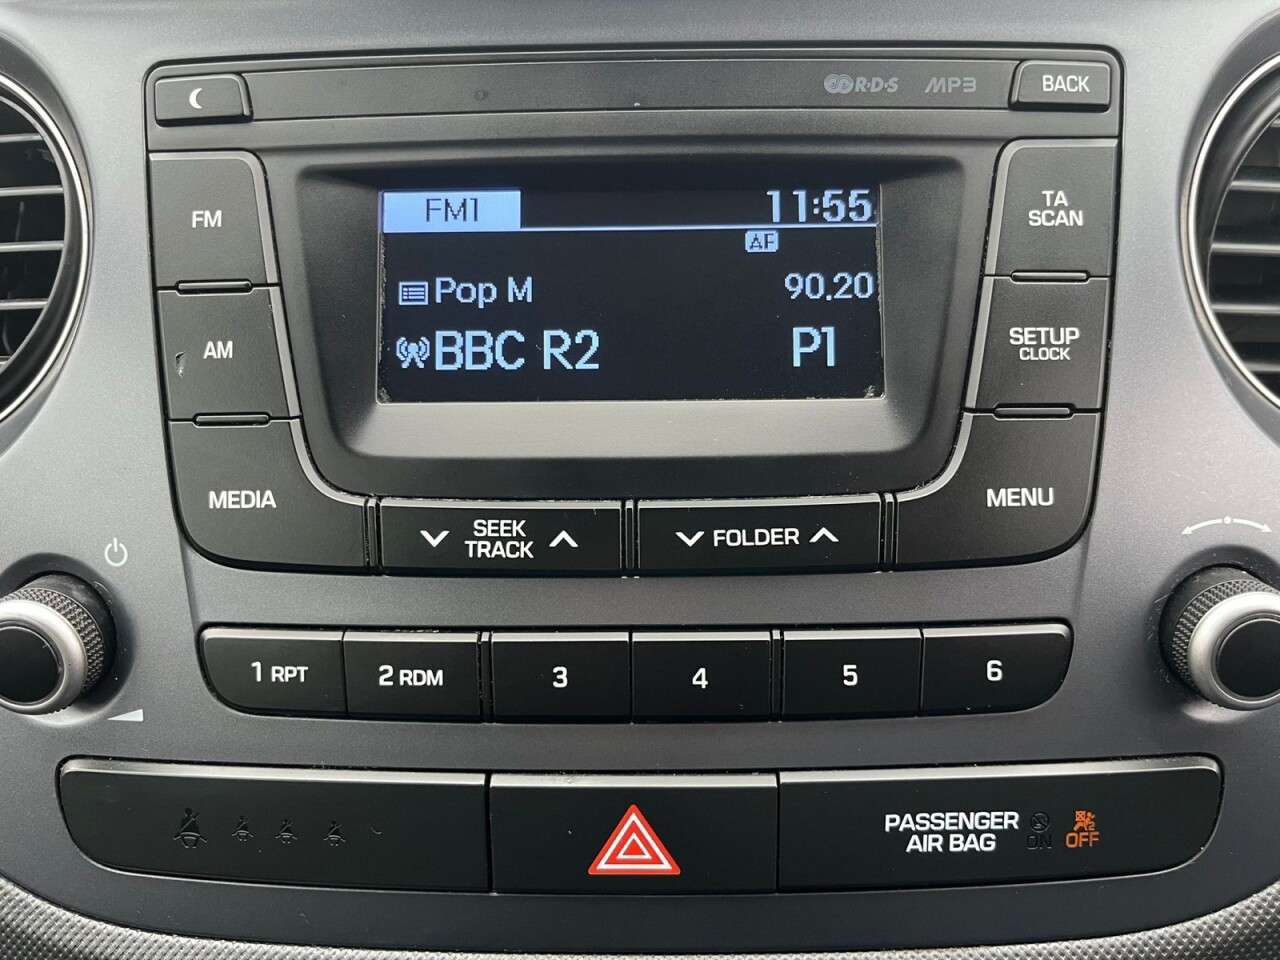 R·D·S MP3 BACK
FM
AM
MEDIA
FM1 11:55
AF
Pop M 90.20
BBC R2 P1
TA
SCAN
SETUP
CLOCK
MENU
SEEK
TRACK
FOLDER
1 RPT 2 RDM 3 4 5 6
PASSENGER
AIR BAG ON OFF